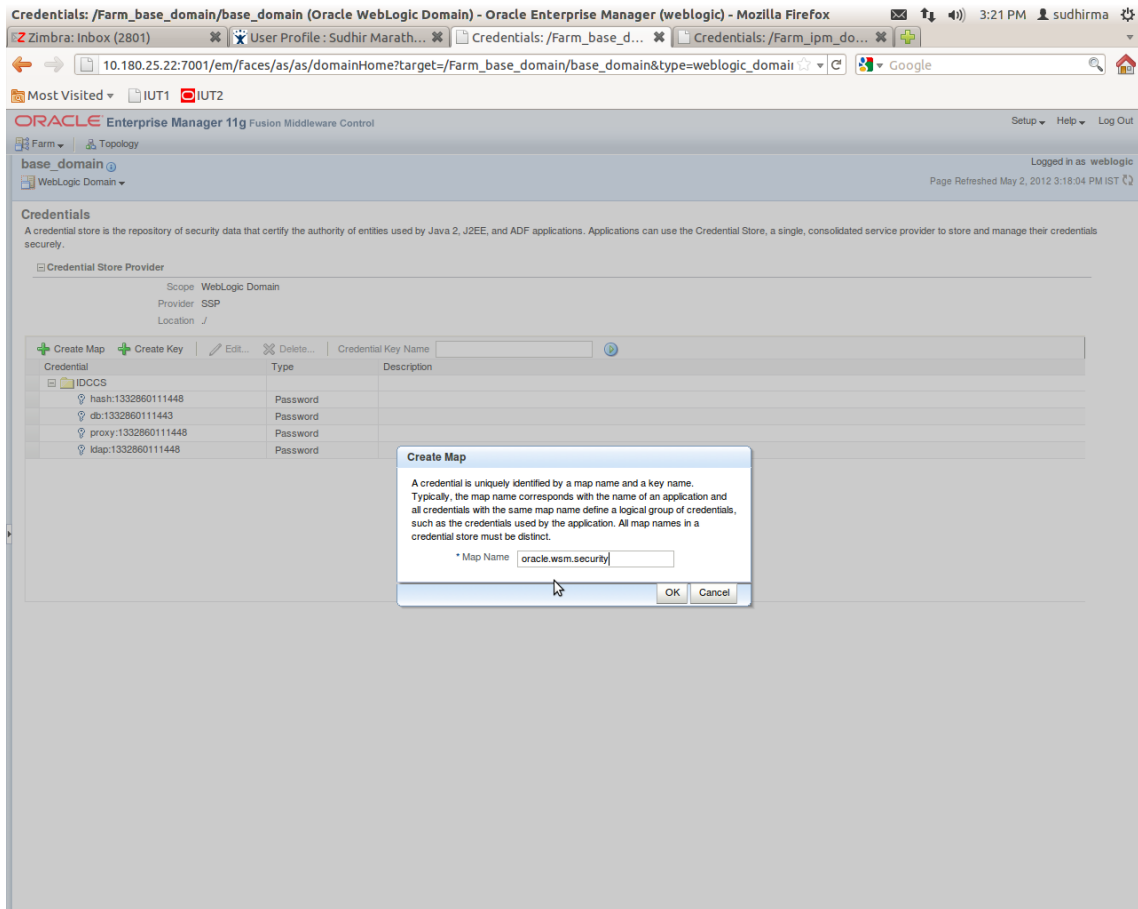 Credentials: /Farm_base_domain/base_domain (Oracle WebLogic Domain) - Oracle Enterprise Manager (weblogic) - Mozilla Firefox 3:21 PM sudhirma
Zimbra: Inbox (2801) User Profile : Sudhir Marath... Credentials: /Farm_base_d... Credentials: /Farm_ipm_do...
10.180.25.22:7001/em/faces/as/as/domainHome?target=/Farm_base_domain/base_domain&type=weblogic_domain Google
Most Visited IUT1 IUT2
ORACLE Enterprise Manager 11g Fusion Middleware Control Setup Help Log Out
Farm Topology
base_domain Logged in as weblogic
WebLogic Domain Page Refreshed May 2, 2012 3:18:04 PM IST
Credentials
A credential store is the repository of security data that certify the authority of entities used by Java 2, J2EE, and ADF applications. Applications can use the Credential Store, a single, consolidated service provider to store and manage their credentials
securely.
Credential Store Provider
Scope WebLogic Domain
Provider SSP
Location ./
Create Map Create Key Edit... Delete... Credential Key Name
Credential Type Description
IDCCS
hash:1332860111448 Password
db:1332860111443 Password
proxy:1332860111448 Password
ldap:1332860111448 Password
Create Map
A credential is uniquely identified by a map name and a key name.
Typically, the map name corresponds with the name of an application and
all credentials with the same map name define a logical group of credentials,
such as the credentials used by the application. All map names in a
credential store must be distinct.
* Map Name oracle.wsm.security
OK Cancel